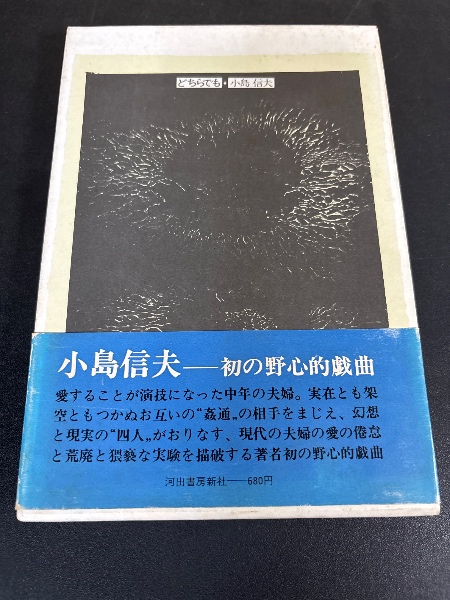 どちらでも・小島信夫
小島信夫――初の野心的戯曲
愛することが演技になった中年の夫婦。実在とも架
空ともつかぬお互いの“姦通„の相手をまじえ、幻想
と現実の“四人„がおりなす、現代の夫婦の愛の倦怠
と荒廃と猥褻な実験を描破する著者初の野心的戯曲
河出書房新社――680円